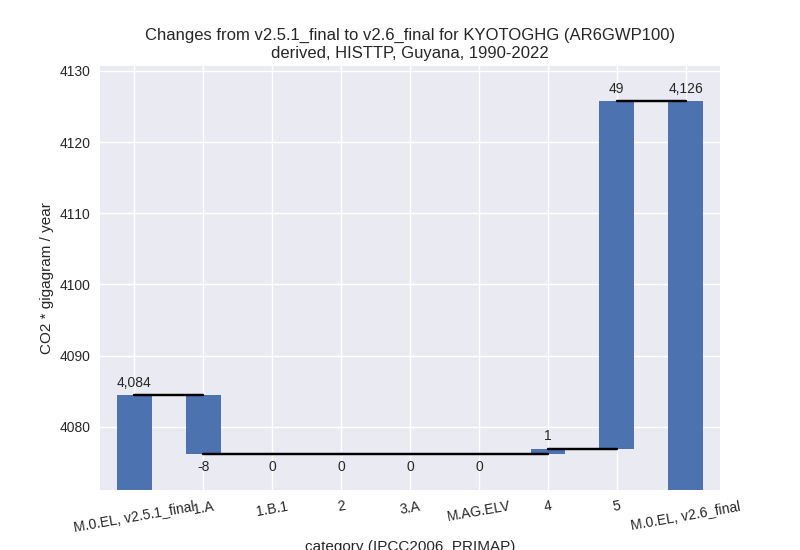 Changes from v2.5.1_final to v2.6_final for KYOTOGHG (AR6GWP100)
derived, HISTTP, Guyana, 1990-2022
4130
4120
4110
4100
4090
4080
CO2 * gigagram / year
4,084
-8
0
0
0
0
1
49
4,126
M.0.EL, v2.5.1_final
1.A
1.B.1
2
3.A
M.AG.ELV
4
5
M.0.EL, v2.6_final
category (IPCC2006_PRIMAP)